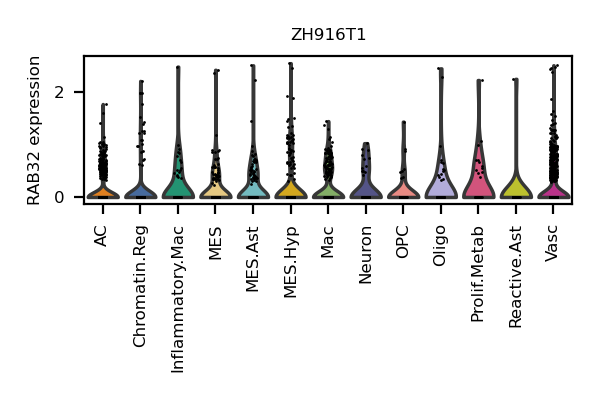 ZH916T1
RAB32 expression
2
0
AC
Chromatin.Reg
Inflammatory.Mac
MES
MES.Ast
MES.Hyp
Mac
Neuron
OPC
Oligo
Prolif.Metab
Reactive.Ast
Vasc